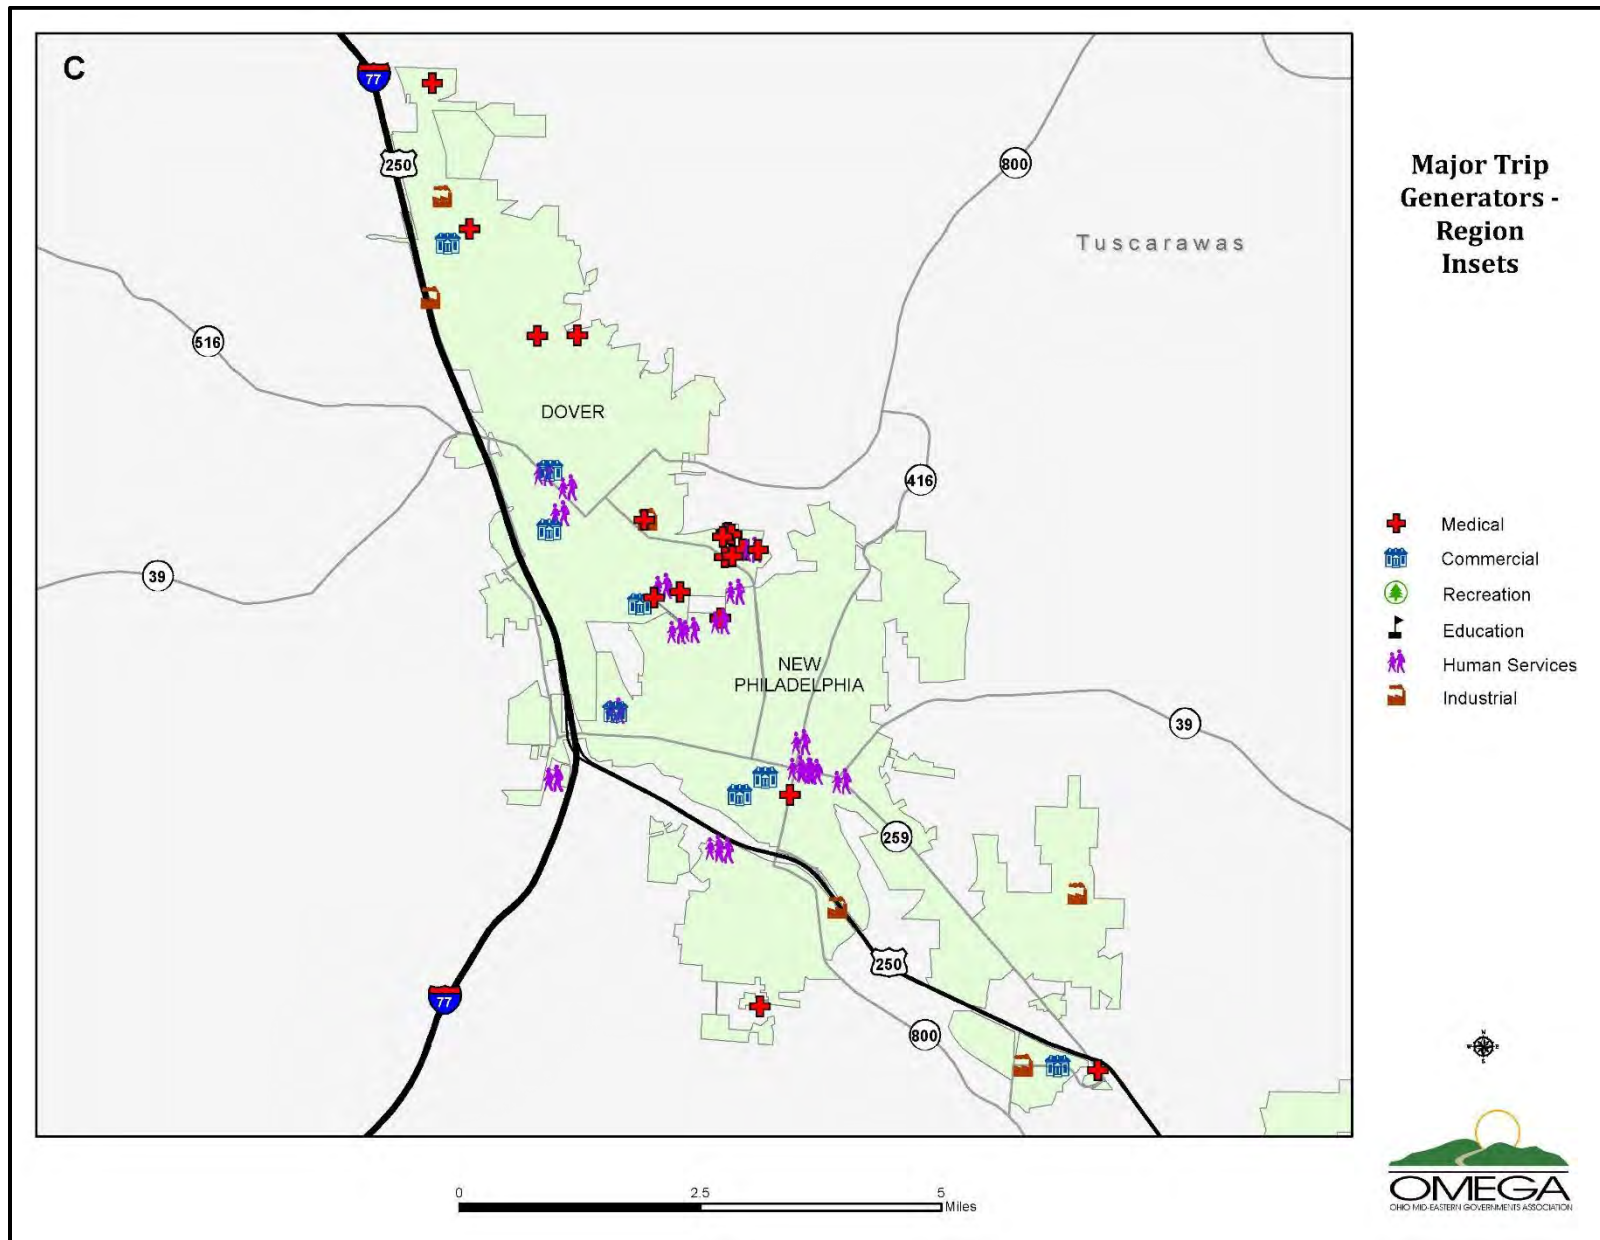 C
77
250
800
Tuscarawas
516
DOVER
416
39
NEW
PHILADELPHIA
39
259
250
77
800
0
2.5
5
Miles
Major Trip
Generators -
Region
Insets
Medical
Commercial
Recreation
Education
Human Services
Industrial
N
W
E
S
OMEGA
OHIO MID-EASTERN GOVERNMENTS ASSOCIATION